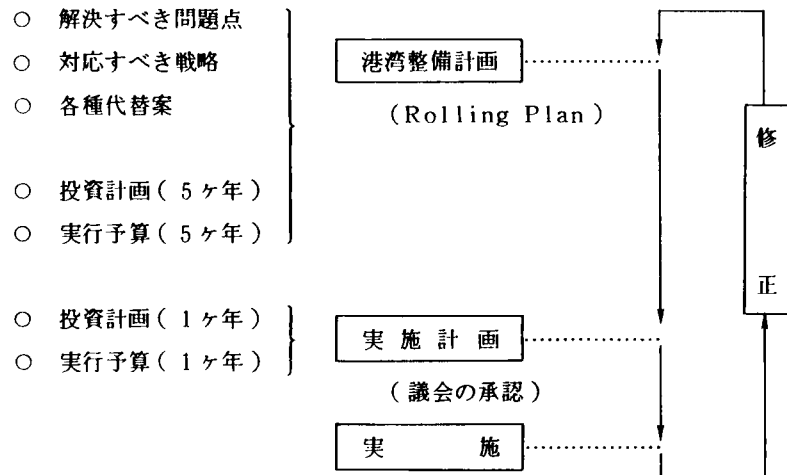 ○ 解決すべき問題点
○ 対応すべき戦略
港湾整備計画
○ 各種代替案
(Rolling Plan)
修
○ 投資計画(5ヶ年)
○ 実行予算(5ヶ年)
正
○ 投資計画(1ヶ年)
実施計画
○ 実行予算(1ヶ年)
(議会の承認)
実施